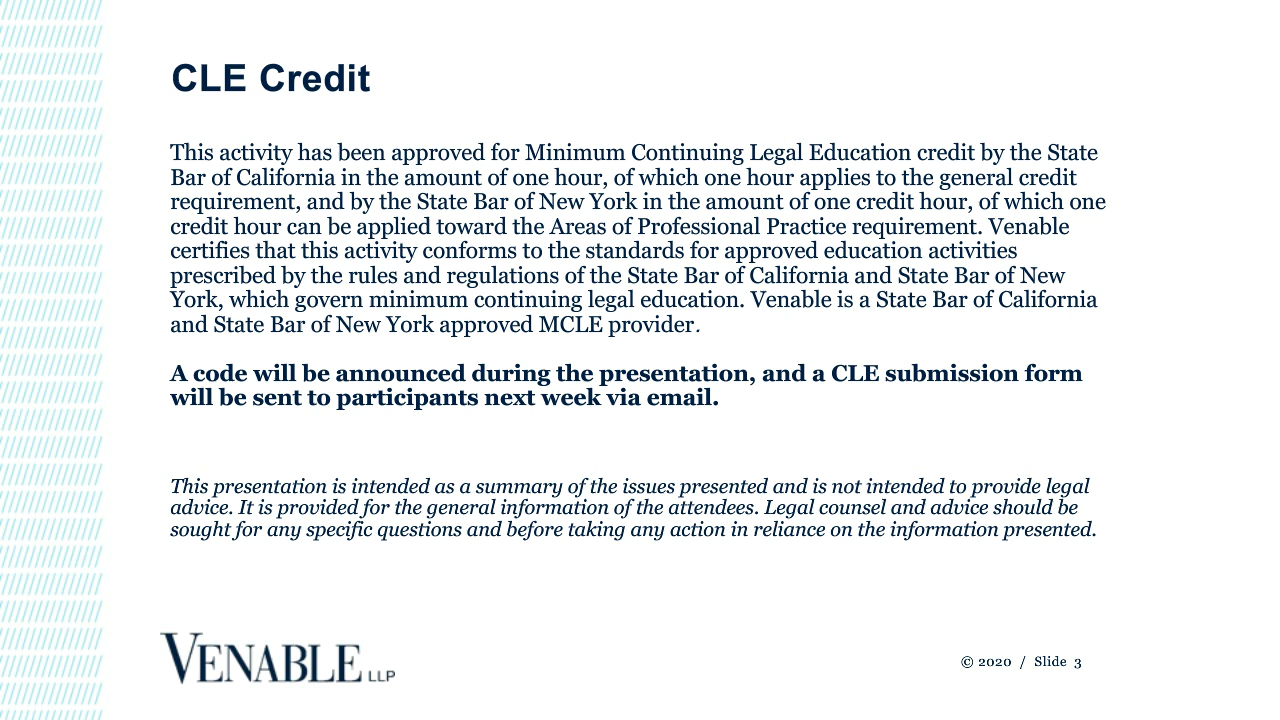 CLE Credit
This activity has been approved for Minimum Continuing Legal Education credit by the State
Bar of California in the amount of one hour, of which one hour applies to the general credit
requirement, and by the State Bar of New York in the amount of one credit hour, of which one
credit hour can be applied toward the Areas of Professional Practice requirement. Venable
certifies that this activity conforms to the standards for approved education activities
prescribed by the rules and regulations of the State Bar of California and State Bar of New
York, which govern minimum continuing legal education. Venable is a State Bar of California
and State Bar of New York approved MCLE provider.
A code will be announced during the presentation, and a CLE submission form
will be sent to participants next week via email.
This presentation is intended as a summary of the issues presented and is not intended to provide legal
advice. It is provided for the general information of the attendees. Legal counsel and advice should be
sought for any specific questions and before taking any action in reliance on the information presented.
VENABLE LLP
© 2020 / Slide 3